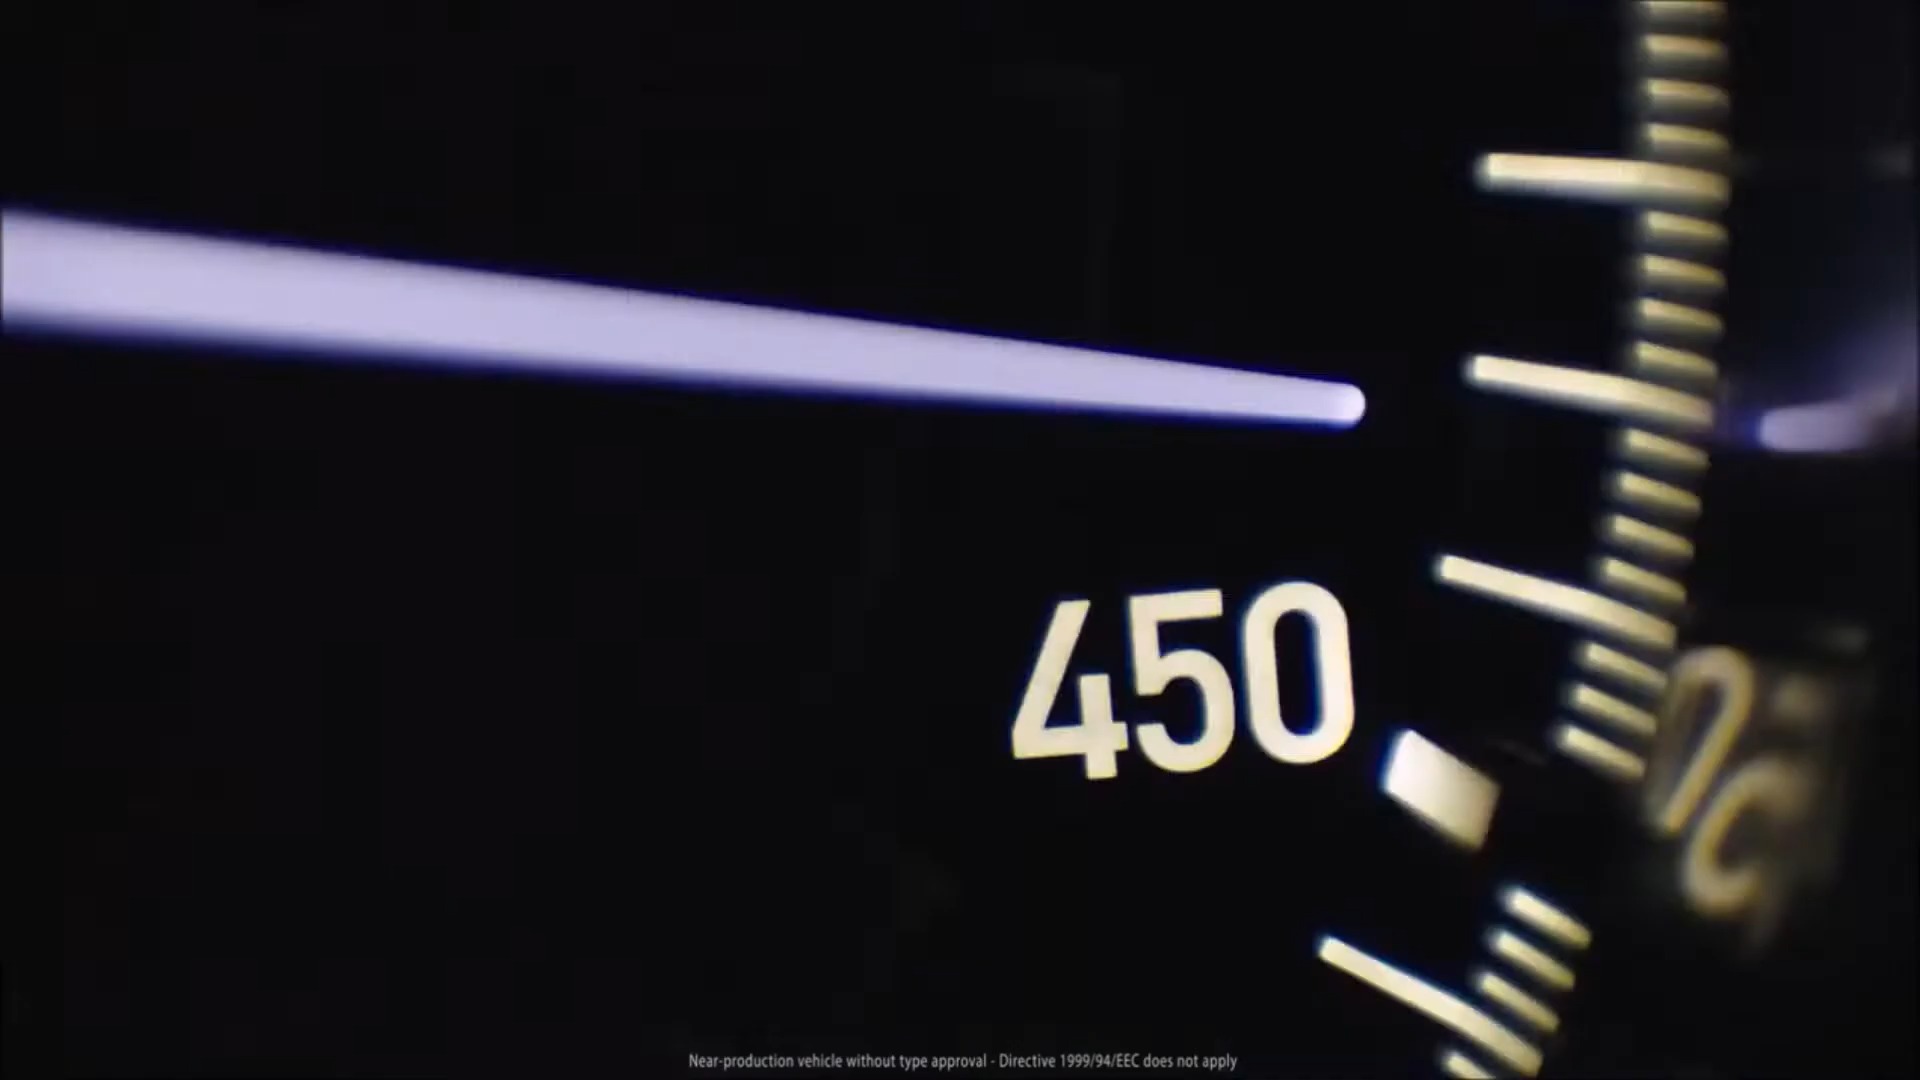 450
Near-production vehicle without type approval - Directive 1999/94/EEC does not apply